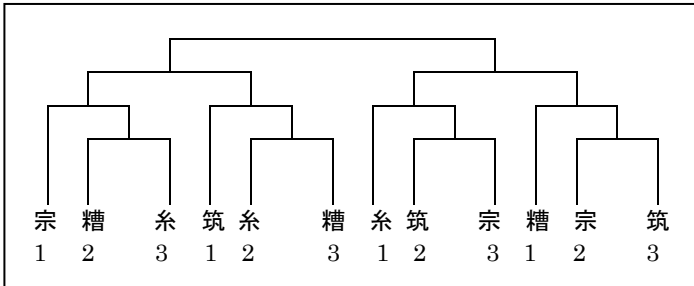 宗 糟 糸 筑 糸 糟 糸 筑 宗 糟 宗 筑
1 2 3 1 2 3 1 2 3 1 2 3